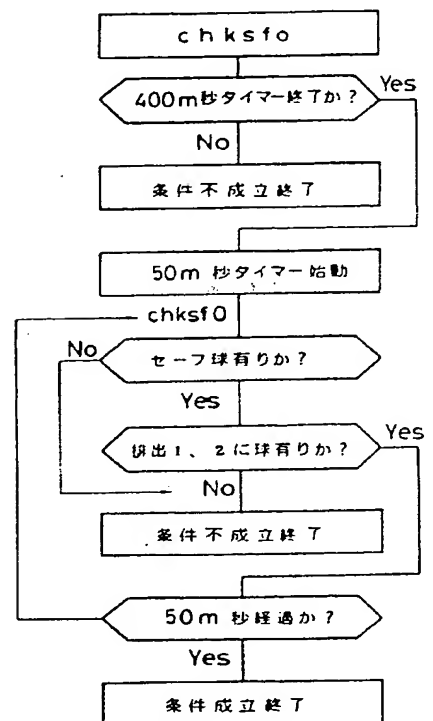 chksfo
400m秒タイマー終了か?
Yes
No
条件不成立終了
50m秒タイマー始動
chksf0
No
セーフ球有りか?
Yes
排出1、2に球有りか?
Yes
No
条件不成立終了
50m秒経過か?
Yes
条件成立終了